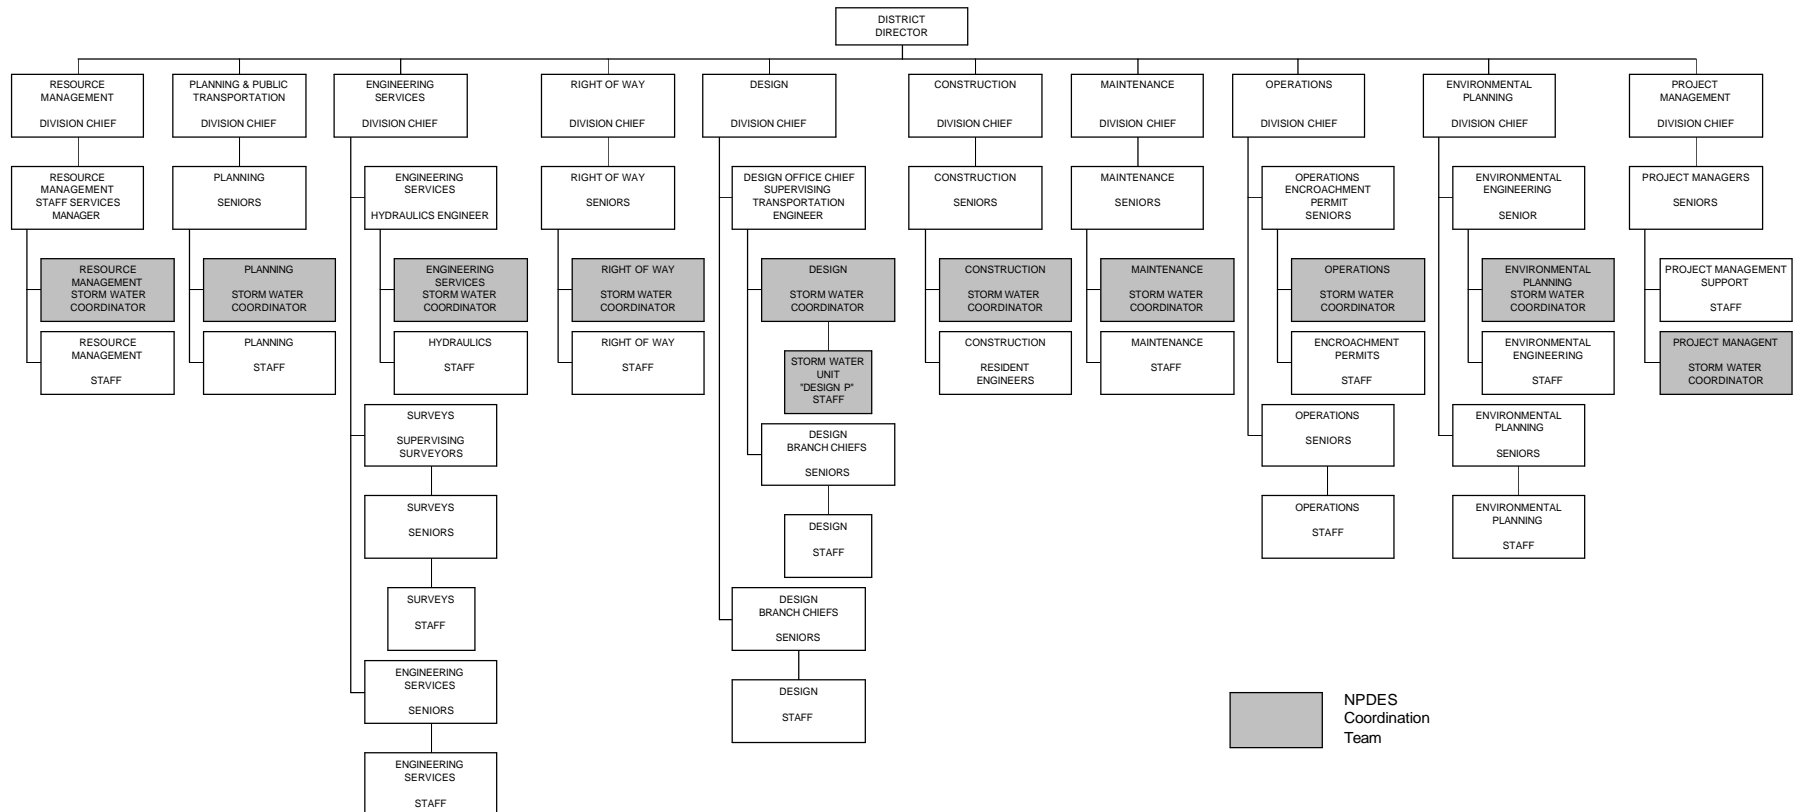 DISTRICT
DIRECTOR
RESOURCE
MANAGEMENT
DIVISION CHIEF
PLANNING & PUBLIC
TRANSPORTATION
DIVISION CHIEF
ENGINEERING
SERVICES
DIVISION CHIEF
RIGHT OF WAY
DIVISION CHIEF
DESIGN
DIVISION CHIEF
CONSTRUCTION
DIVISION CHIEF
MAINTENANCE
DIVISION CHIEF
OPERATIONS
DIVISION CHIEF
ENVIRONMENTAL
PLANNING
DIVISION CHIEF
PROJECT
MANAGEMENT
DIVISION CHIEF
RESOURCE
MANAGEMENT
STAFF SERVICES
MANAGER
PLANNING
SENIORS
ENGINEERING
SERVICES
HYDRAULICS ENGINEER
RIGHT OF WAY
SENIORS
DESIGN OFFICE CHIEF
SUPERVISING
TRANSPORTATION
ENGINEER
CONSTRUCTION
SENIORS
MAINTENANCE
SENIORS
OPERATIONS
ENCROACHMENT
PERMIT
SENIORS
ENVIRONMENTAL
ENGINEERING
SENIOR
PROJECT MANAGERS
SENIORS
RESOURCE
MANAGEMENT
STORM WATER
COORDINATOR
PLANNING
STORM WATER
COORDINATOR
ENGINEERING
SERVICES
STORM WATER
COORDINATOR
RIGHT OF WAY
STORM WATER
COORDINATOR
DESIGN
STORM WATER
COORDINATOR
CONSTRUCTION
STORM WATER
COORDINATOR
MAINTENANCE
STORM WATER
COORDINATOR
OPERATIONS
STORM WATER
COORDINATOR
ENVIRONMENTAL
PLANNING
STORM WATER
COORDINATOR
PROJECT MANAGEMENT
SUPPORT
STAFF
RESOURCE
MANAGEMENT
STAFF
PLANNING
STAFF
HYDRAULICS
STAFF
RIGHT OF WAY
STAFF
STORM WATER
UNIT
"DESIGN P"
STAFF
CONSTRUCTION
RESIDENT
ENGINEERS
MAINTENANCE
STAFF
ENCROACHMENT
PERMITS
STAFF
ENVIRONMENTAL
ENGINEERING
STAFF
PROJECT MANAGENT
STORM WATER
COORDINATOR
SURVEYS
SUPERVISING
SURVEYORS
DESIGN
BRANCH CHIEFS
SENIORS
OPERATIONS
SENIORS
ENVIRONMENTAL
PLANNING
SENIORS
SURVEYS
SENIORS
DESIGN
STAFF
OPERATIONS
STAFF
ENVIRONMENTAL
PLANNING
STAFF
SURVEYS
STAFF
DESIGN
BRANCH CHIEFS
SENIORS
ENGINEERING
SERVICES
SENIORS
DESIGN
STAFF
ENGINEERING
SERVICES
STAFF
NPDES
Coordination
Team